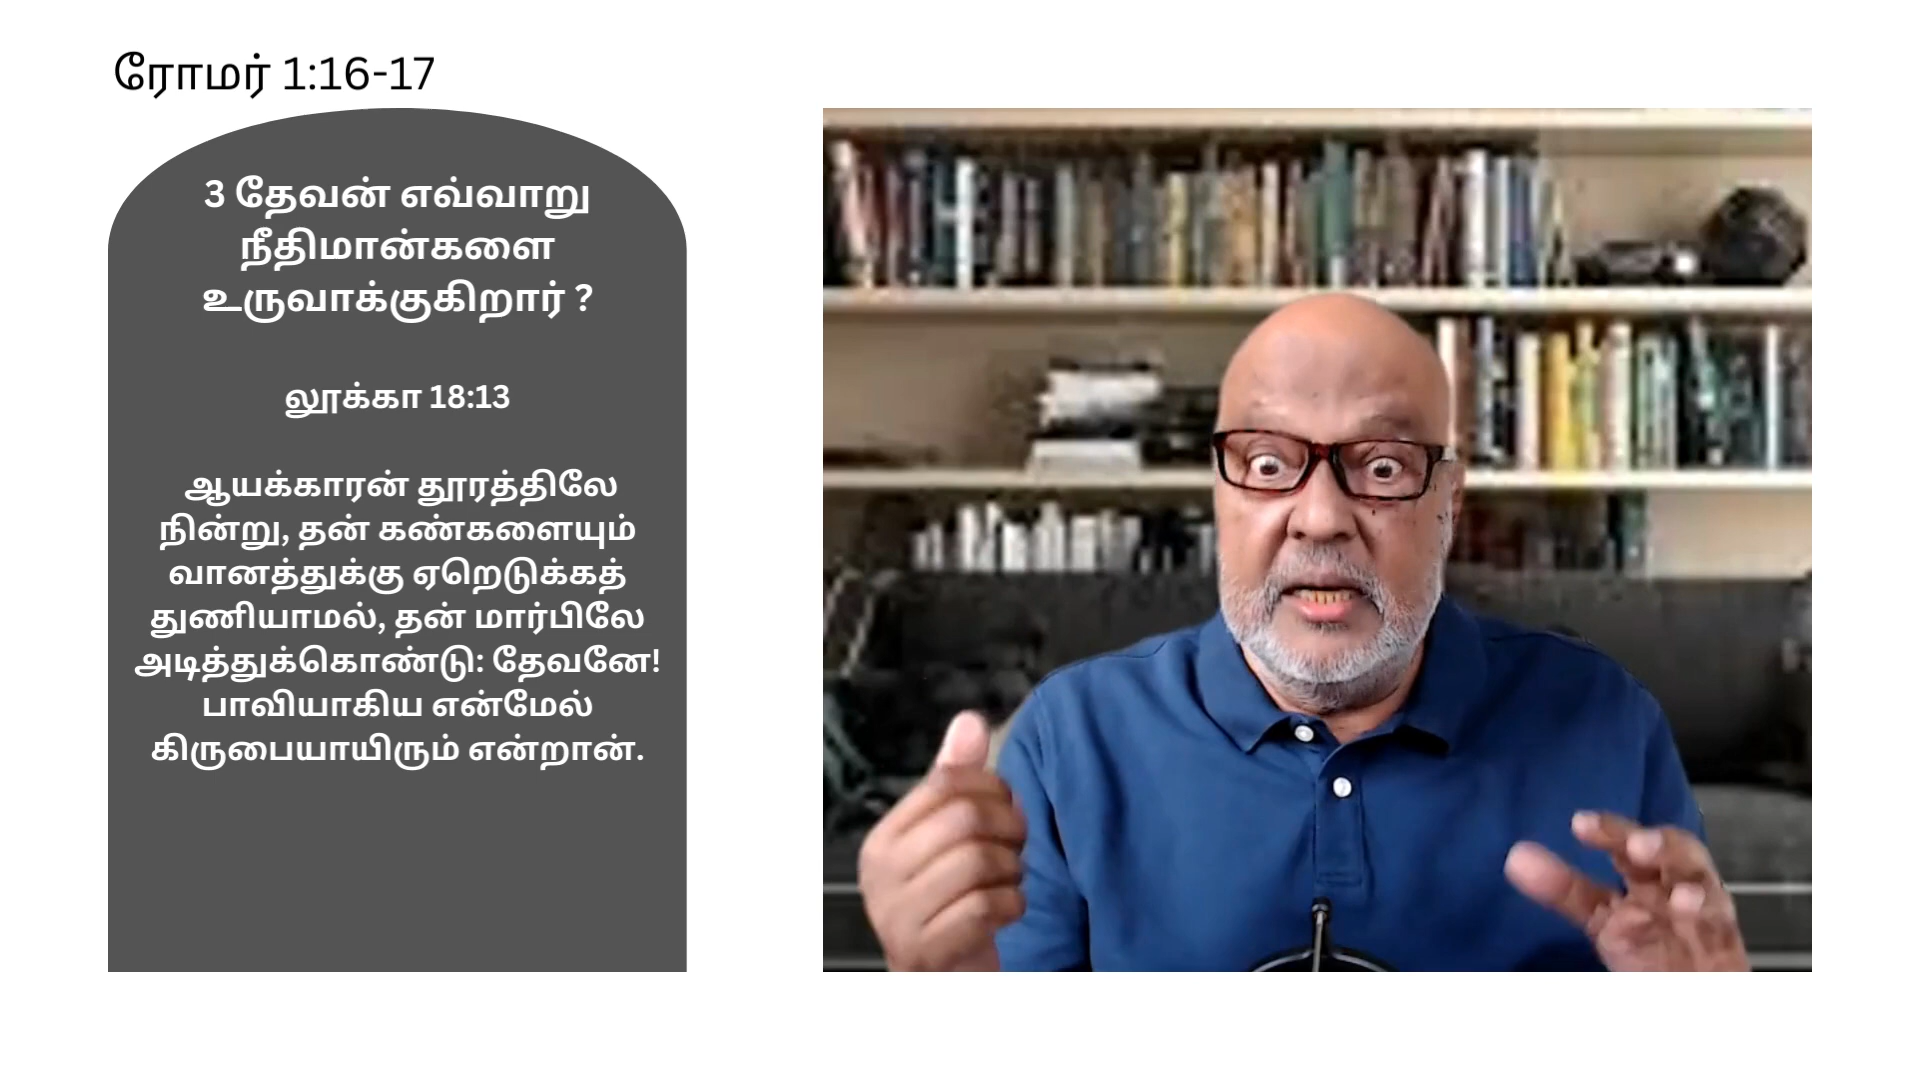 ரோமர் 1:16-17
3 தேவன் எவ்வாறு
நீதிமான்களை
உருவாக்குகிறார் ?
லூக்கா 18:13
ஆயக்காரன் தூரத்திலே
நின்று, தன் கண்களையும்
வானத்துக்கு ஏறெடுக்கத்
துணியாமல், தன் மார்பிலே
அடித்துக்கொண்டு: தேவனே!
பாவியாகிய என்மேல்
கிருபையாயிரும் என்றான்.